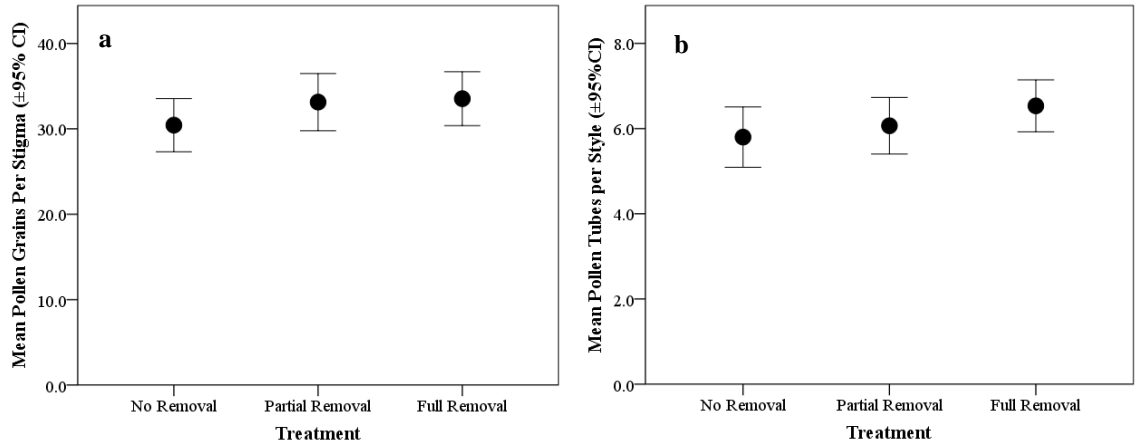 a
Mean Pollen Grains Per Stigma (±95% CI)
40.0
30.0
20.0
10.0
0.0
No Removal Partial Removal Full Removal
Treatment
b
Mean Pollen Tubes per Style (±95%CI)
8.0
6.0
4.0
2.0
0.0
No Removal Partial Removal Full Removal
Treatment